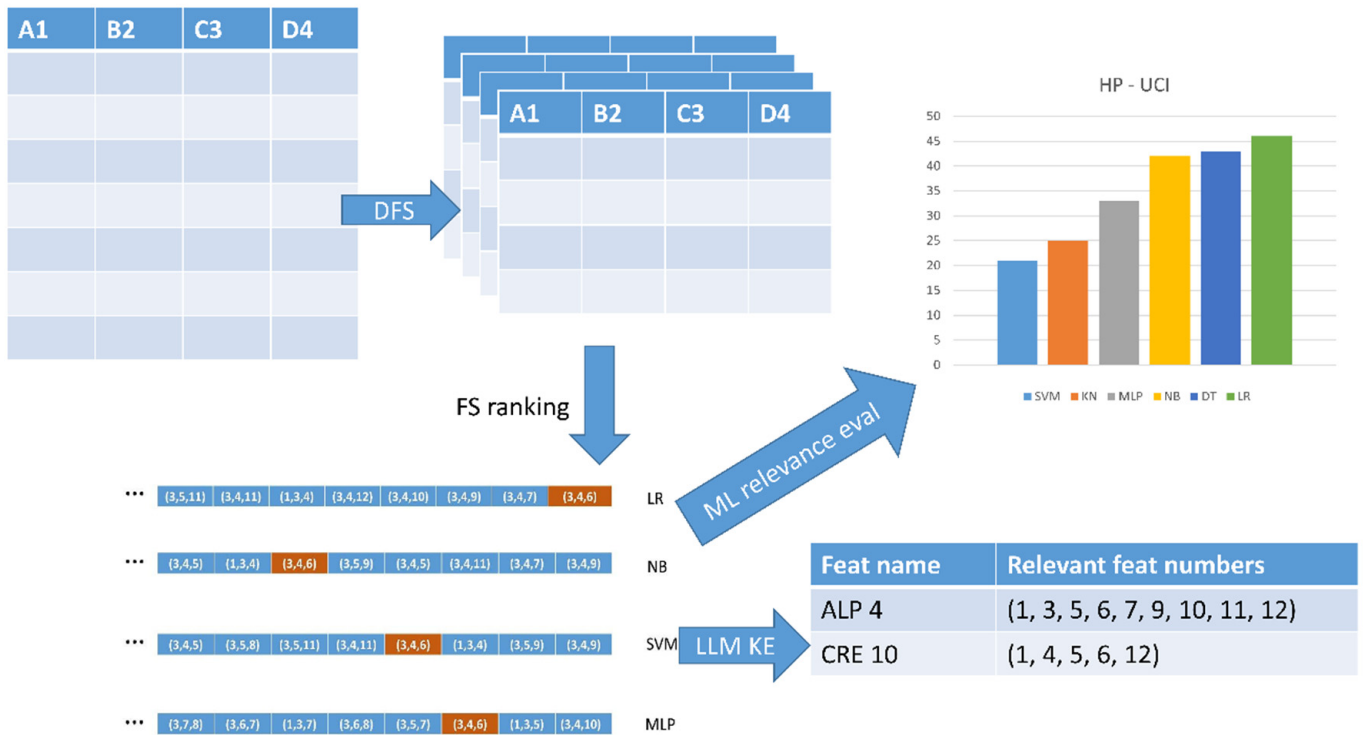 A1 B2 C3 D4
A1 B2 C3 D4
DFS
HP - UCI
50
45
40
35
30
25
20
15
10
5
0
SVM KN MLP NB DT LR
FS ranking
ML relevance eval
... (3,5,11) (3,4,11) (1,3,4) (3,4,12) (3,4,10) (3,4,9) (3,4,7) (3,4,6) LR
... (3,4,5) (1,3,4) (3,4,6) (3,5,9) (3,4,5) (3,4,11) (3,4,7) (3,4,9) NB
... (3,4,5) (3,5,8) (3,5,11) (3,4,11) (3,4,6) (1,3,4) (3,5,9) (3,4,9) SVM
... (3,7,8) (3,6,7) (1,3,7) (3,6,8) (3,5,7) (3,4,6) (1,3,5) (3,4,10) MLP
LLM KE
Feat name Relevant feat numbers
ALP 4 (1, 3, 5, 6, 7, 9, 10, 11, 12)
CRE 10 (1, 4, 5, 6, 12)